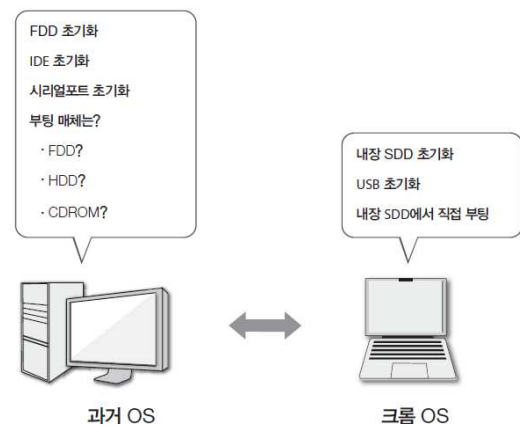 FDD 초기화
IDE 초기화
시리얼포트 초기화
부팅 매체는?
· FDD?
· HDD?
· CDROM?
내장 SDD 초기화
USB 초기화
내장 SDD에서 직접 부팅
과거 OS
크롬 OS